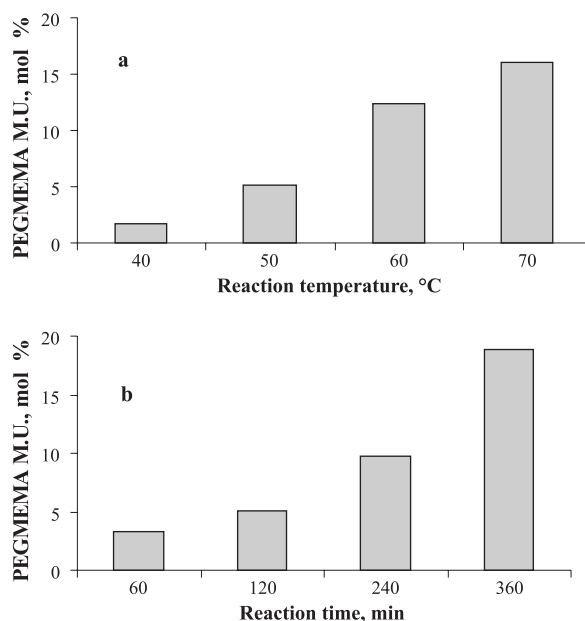 20
15
10
5
0
PEGMEMA M.U., mol %
a
40 50 60 70
Reaction temperature, °C
20
15
10
5
0
PEGMEMA M.U., mol %
b
60 120 240 360
Reaction time, min